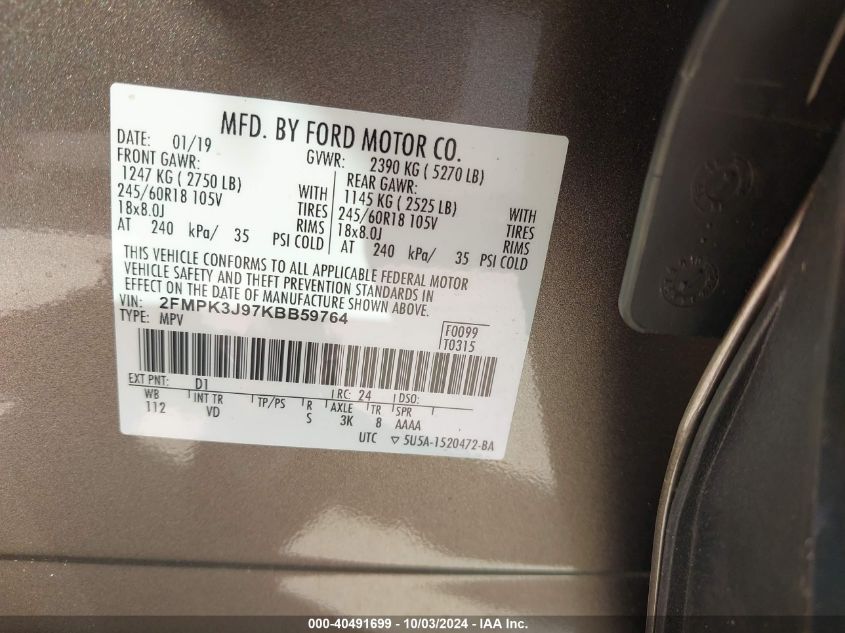 MFD. BY FORD MOTOR CO.
DATE: 01/19 GVWR: 2390 KG ( 5270 LB)
FRONT GAWR: REAR GAWR:
1247 KG ( 2750 LB) WITH 1145 KG ( 2525 LB) WITH
245/60R18 105V TIRES 245/60R18 105V TIRES
18x8.0J RIMS 18x8.0J RIMS
AT 240 kPa/ 35 PSI COLD AT 240 kPa/ 35 PSI COLD
THIS VEHICLE CONFORMS TO ALL APPLICABLE FEDERAL MOTOR
VEHICLE SAFETY AND THEFT PREVENTION STANDARDS IN
EFFECT ON THE DATE OF MANUFACTURE SHOWN ABOVE.
VIN: 2FMPK3J97KBB59764
TYPE: MPV F0099
T0315
EXT PNT: D1 RC: 24 DSO:
WB INT TR TP/PS R AXLE TR SPR
112 VD S 3K 8 AAAA
UTC ▽ 5U5A-1520472-BA
000-40491699 - 10/03/2024 - IAA Inc.